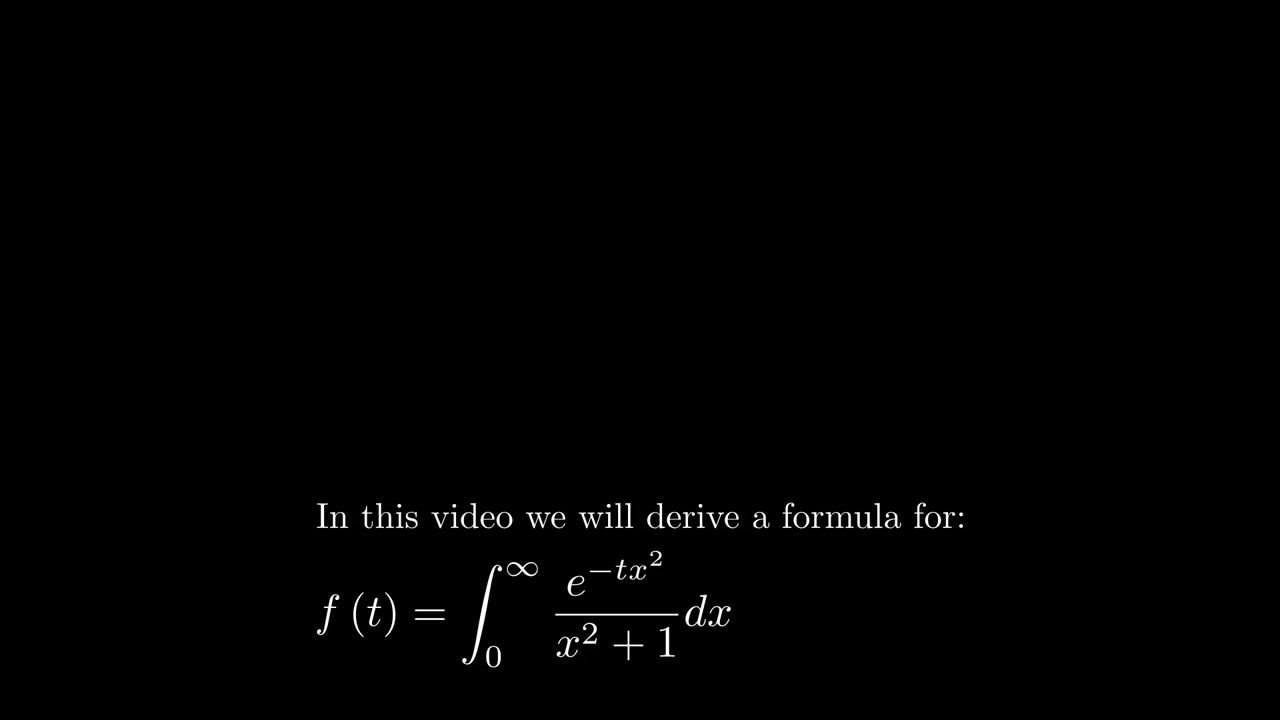 In this video we will derive a formula for:
f (t) = ∫₀^∞ e^{-tx²}/(x² + 1) dx